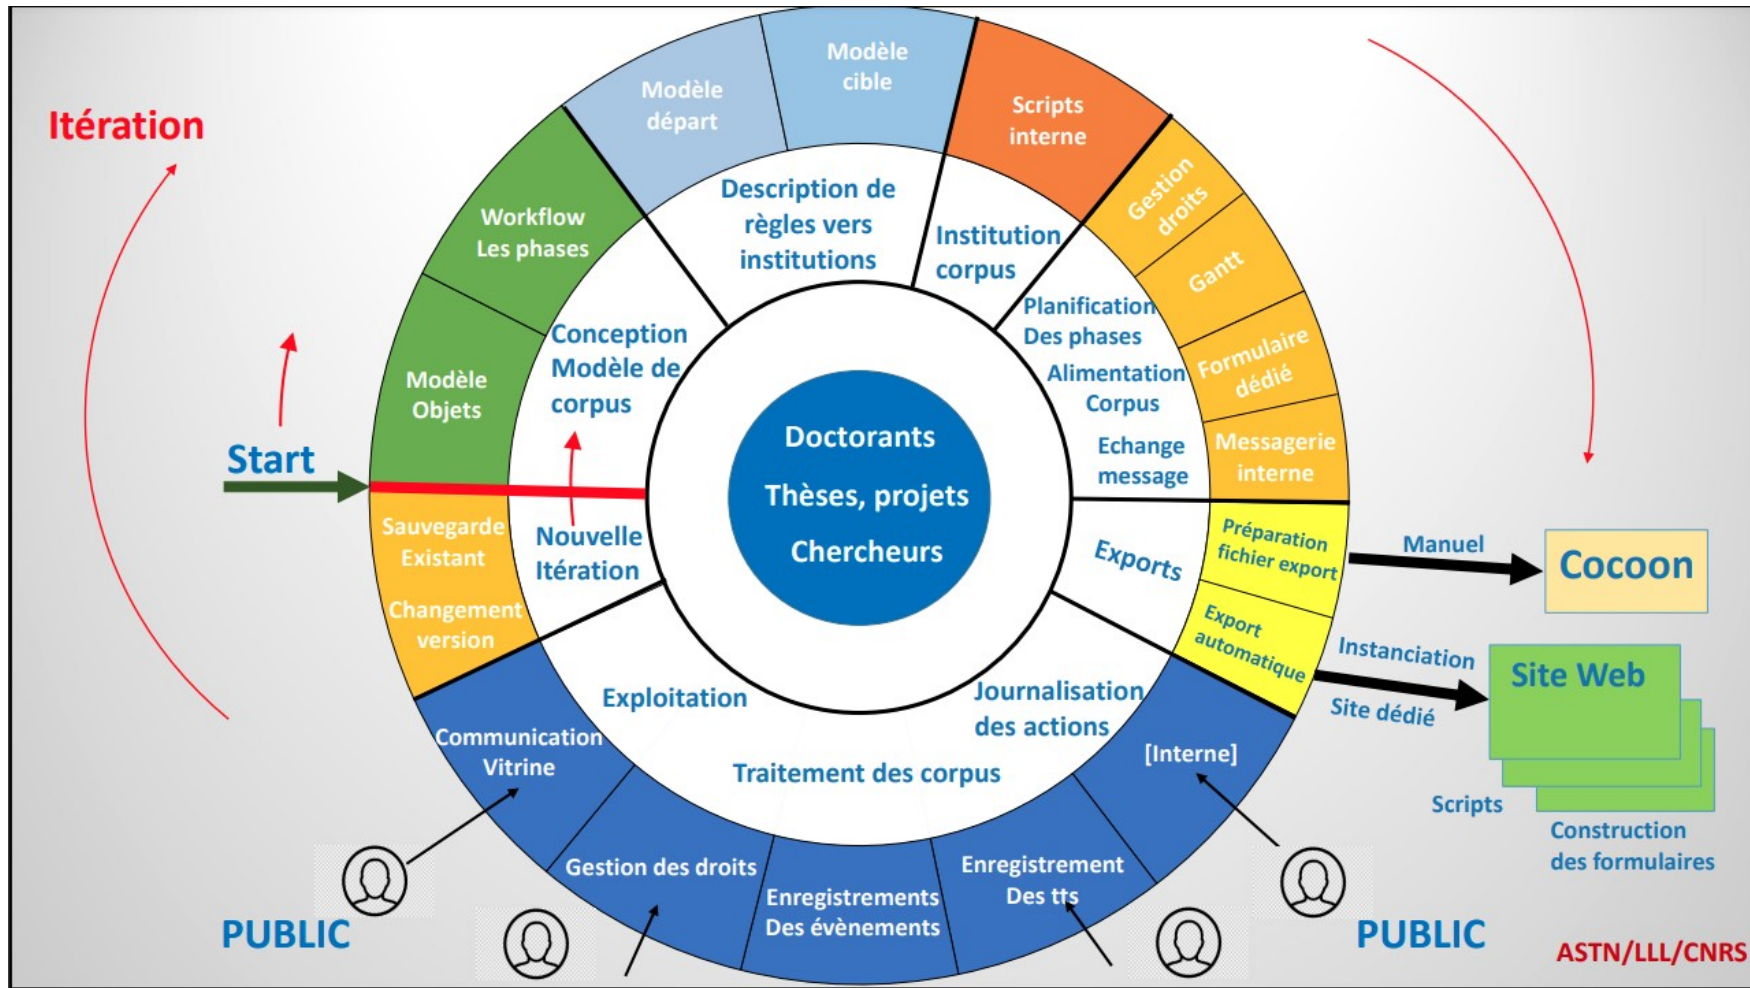 Itération
Start
Modèle
départ
Modèle
cible
Scripts
interne
Gestion
droits
Gantt
Formulaire
dédié
Messagerie
interne
Workflow
Les phases
Modèle
Objets
Sauvegarde
Existant
Changement
version
Description de
règles vers
institutions
Institution
corpus
Planification
Des phases
Alimentation
Corpus
Echange
message
Conception
Modèle de
corpus
Nouvelle
Itération
Doctorants
Thèses, projets
Chercheurs
Exports
Préparation
fichier export
Export
automatique
Manuel
Cocoon
Instanciation
Site dédié
Site Web
Scripts
Construction
des formulaires
Exploitation
Journalisation
des actions
Traitement des corpus
Communication
Vitrine
Gestion des droits
Enregistrements
Des évènements
Enregistrement
Des tts
[Interne]
PUBLIC
PUBLIC
ASTN/LLL/CNRS